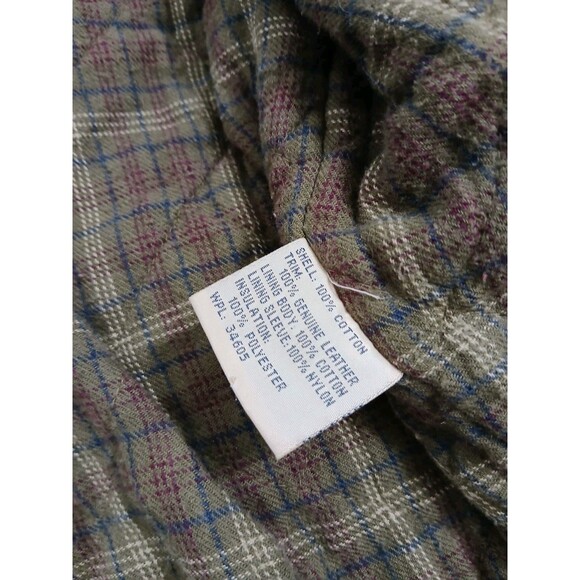 SHELL: 100% COTTON
TRIM:
100% GENUINE LEATHER
LINING BODY: 100% COTTON
LINING SLEEVE:100% NYLON
INSULATION:
100% POLYESTER
WPL: 34605